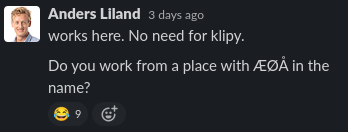 Anders Liland 3 days ago
works here. No need for klipy.
Do you work from a place with ÆØÅ in the
name?
😂 9